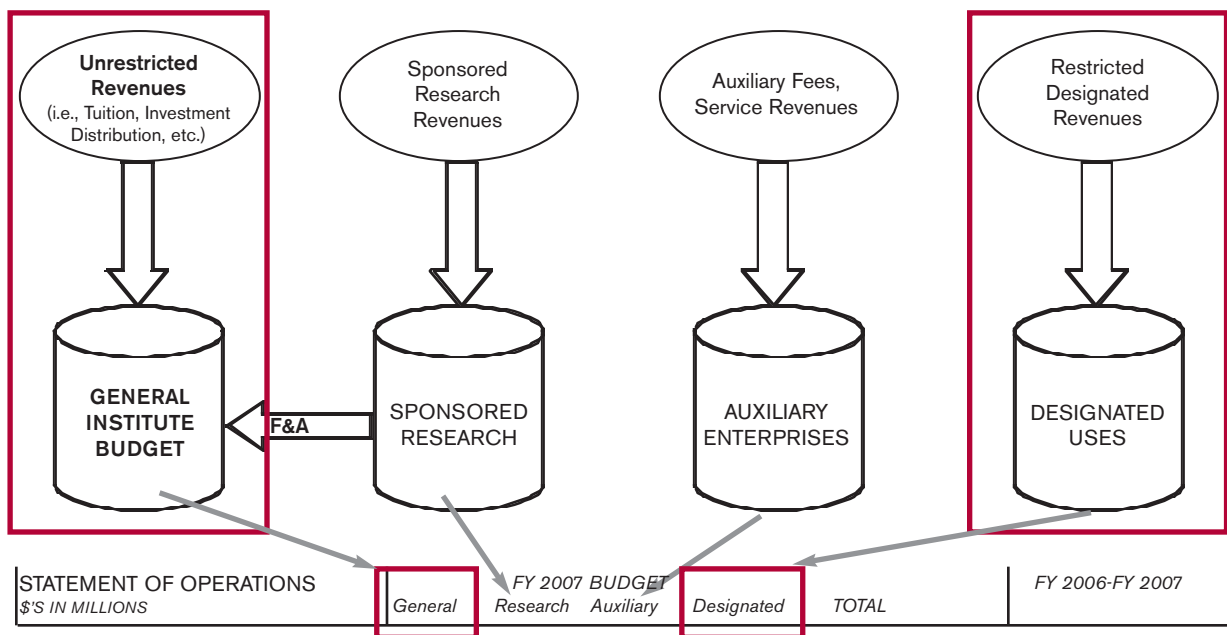 Unrestricted
Revenues
(i.e., Tuition, Investment
Distribution, etc.)
Sponsored
Research
Revenues
Auxiliary Fees,
Service Revenues
Restricted
Designated
Revenues
GENERAL
INSTITUTE
BUDGET
F&A
SPONSORED
RESEARCH
AUXILIARY
ENTERPRISES
DESIGNATED
USES
STATEMENT OF OPERATIONS
$'S IN MILLIONS
FY 2007 BUDGET
General Research Auxiliary Designated TOTAL
FY 2006-FY 2007